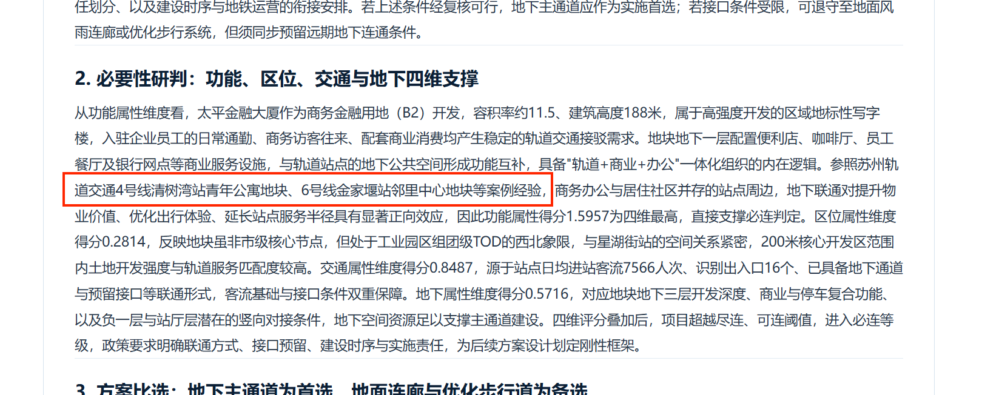 任划分、以及建设时序与地铁运营的衔接安排。若上述条件经复核可行，地下主通道应作为实施首选；若接口条件受限，可退守至地面风
雨连廊或优化步行系统，但须同步预留远期地下连通条件。
2. 必要性研判：功能、区位、交通与地下四维支撑
从功能属性维度看，太平金融大厦作为商务金融用地（B2）开发，容积率约11.5、建筑高度188米，属于高强度开发的区域地标性写字
楼，入驻企业员工的日常通勤、商务访客往来、配套商业消费均产生稳定的轨道交通接驳需求。地块地下一层配置便利店、咖啡厅、员工
餐厅及银行网点等商业服务设施，与轨道站点的地下公共空间形成功能互补，具备"轨道+商业+办公"一体化组织的内在逻辑。参照苏州轨
道交通4号线清树湾站青年公寓地块、6号线金家堰站邻里中心地块等案例经验，商务办公与居住社区并存的站点周边，地下联通对提升物
业价值、优化出行体验、延长站点服务半径具有显著正向效应，因此功能属性得分1.5957为四维最高，直接支撑必连判定。区位属性维度
得分0.2814，反映地块虽非市级核心节点，但处于工业园区组团级TOD的西北象限，与星湖街站的空间关系紧密，200米核心开发区范围
内土地开发强度与轨道服务匹配度较高。交通属性维度得分0.8487，源于站点日均进站客流7566人次、识别出入口16个、已具备地下通道
与预留接口等联通形式，客流基础与接口条件双重保障。地下属性维度得分0.5716，对应地块地下三层开发深度、商业与停车复合功能、
以及负一层与站厅层潜在的竖向对接条件，地下空间资源足以支撑主通道建设。四维评分叠加后，项目超越尽连、可连阈值，进入必连等
级，政策要求明确联通方式、接口预留、建设时序与实施责任，为后续方案设计划定刚性框架。
3. 方案比选：地下主通道为首选，地面连廊与优化步行道为备选